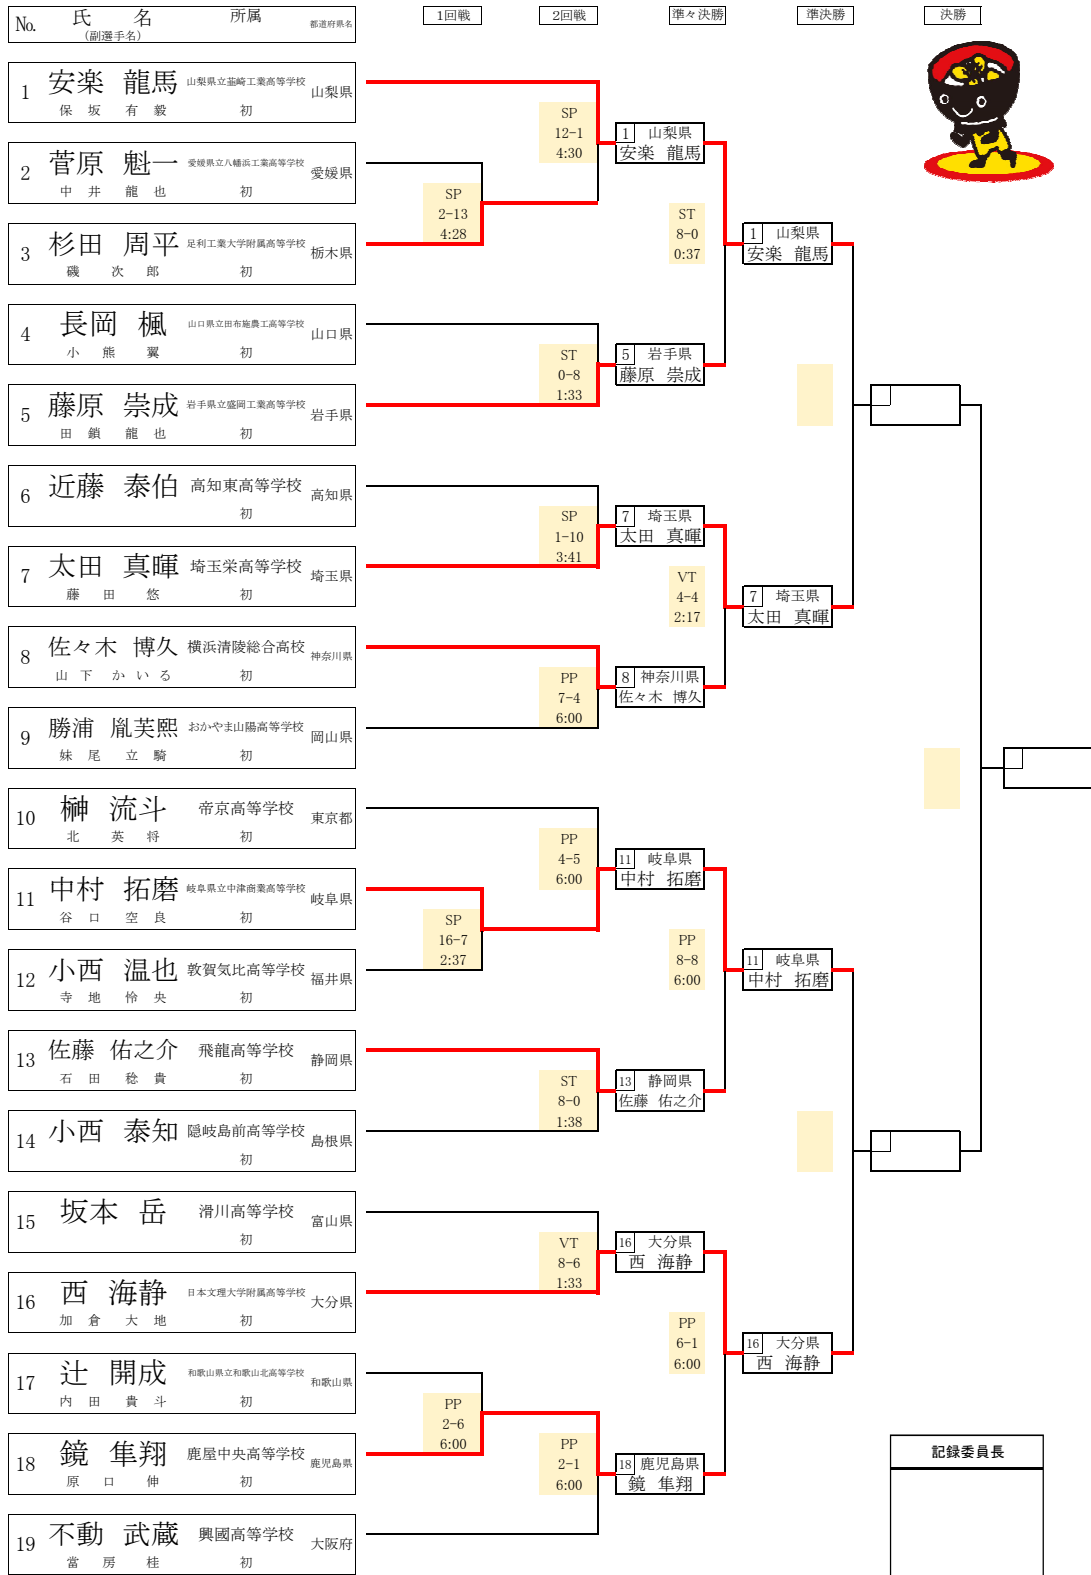 No. 氏 名 所属 都道府県名
(副選手名)
1回戦 2回戦 準々決勝 準決勝 決勝
1 安楽 龍馬 山梨県立韮崎工業高等学校 山梨県
保坂 有毅 初
2 菅原 魁一 愛媛県立八幡浜工業高等学校 愛媛県
中井 龍也 初
3 杉田 周平 足利工業大学附属高等学校 栃木県
磯 次郎 初
4 長岡 楓 山口県立田布施農工高等学校 山口県
小熊 翼 初
5 藤原 崇成 岩手県立盛岡工業高等学校 岩手県
田鎖 龍也 初
6 近藤 泰伯 高知東高等学校 高知県
初
7 太田 真暉 埼玉栄高等学校 埼玉県
藤田 悠 初
8 佐々木 博久 横浜清陵総合高校 神奈川県
山下 かいる 初
9 勝浦 胤芙熙 おかやま山陽高等学校 岡山県
妹尾 立騎 初
10 榊 流斗 帝京高等学校 東京都
北 英将 初
11 中村 拓磨 岐阜県立中津商業高等学校 岐阜県
谷口 空良 初
12 小西 温也 敦賀気比高等学校 福井県
寺地 怜央 初
13 佐藤 佑之介 飛龍高等学校 静岡県
石田 稔貴 初
14 小西 泰知 隠岐島前高等学校 島根県
初
15 坂本 岳 滑川高等学校 富山県
初
16 西 海静 日本文理大学附属高等学校 大分県
加倉 大地 初
17 辻 開成 和歌山県立和歌山北高等学校 和歌山県
内田 貴斗 初
18 鏡 隼翔 鹿屋中央高等学校 鹿児島県
原口 伸 初
19 不動 武蔵 興國高等学校 大阪府
當房 桂 初
SP
2-13
4:28
SP
16-7
2:37
PP
2-6
6:00
SP
12-1
4:30
ST
0-8
1:33
SP
1-10
3:41
PP
7-4
6:00
PP
4-5
6:00
ST
8-0
1:38
VT
8-6
1:33
PP
2-1
6:00
1 山梨県
安楽 龍馬
5 岩手県
藤原 崇成
7 埼玉県
太田 真暉
8 神奈川県
佐々木 博久
11 岐阜県
中村 拓磨
13 静岡県
佐藤 佑之介
16 大分県
西 海静
18 鹿児島県
鏡 隼翔
ST
8-0
0:37
VT
4-4
2:17
PP
8-8
6:00
PP
6-1
6:00
1 山梨県
安楽 龍馬
7 埼玉県
太田 真暉
11 岐阜県
中村 拓磨
16 大分県
西 海静
記録委員長